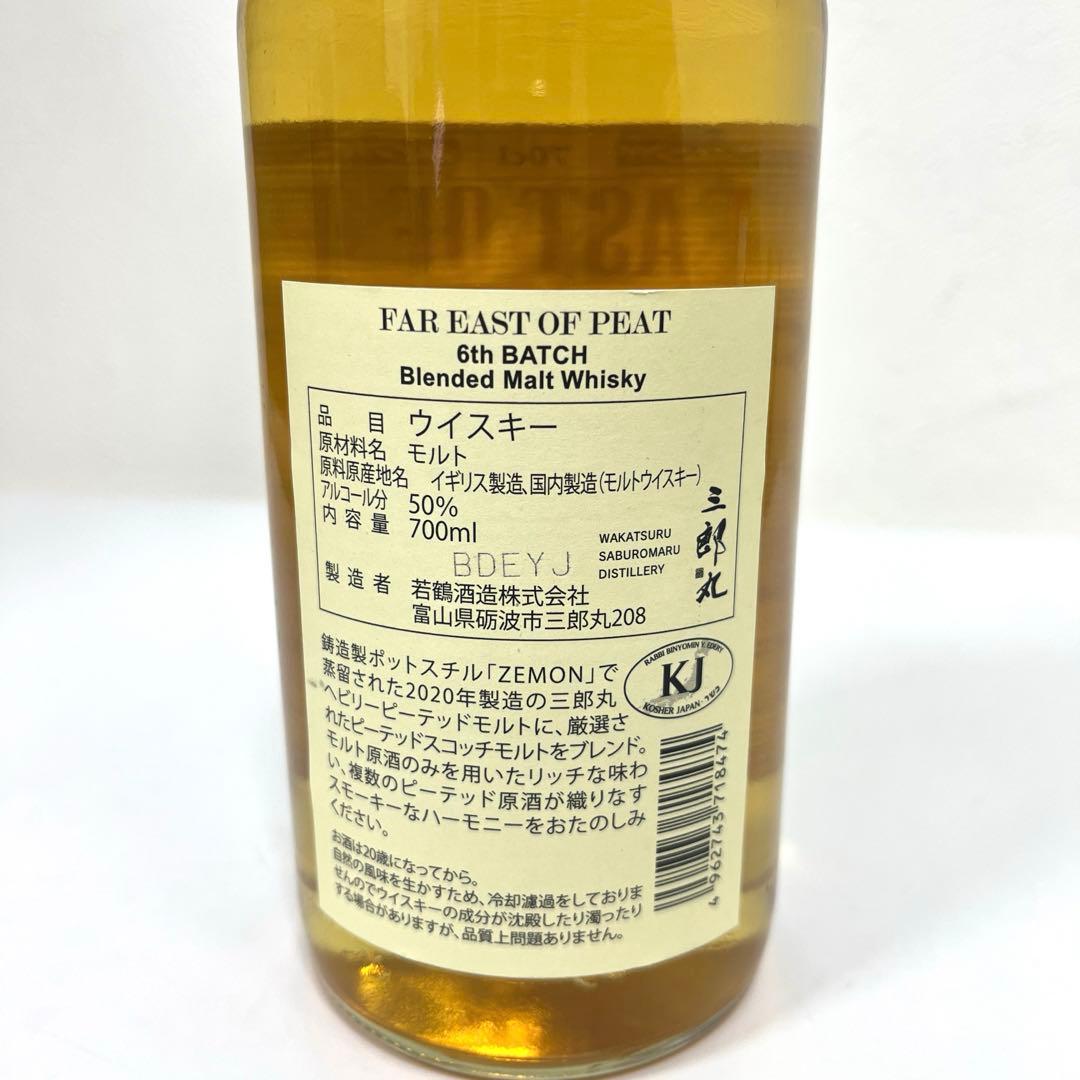 70cl
EAST OF
FAR EAST OF PEAT
6th BATCH
Blended Malt Whisky
品目 ウイスキー
原材料名 モルト
原料原産地名 イギリス製造、国内製造(モルトウイスキー)
アルコール分 50%
内容量 700ml
BDEYJ
WAKATSURU
SABUROMARU
DISTILLERY
三郎丸
製造者 若鶴酒造株式会社
富山県砺波市三郎丸208
鋳造製ポットスチル「ZEMON」で
蒸留された2020年製造の三郎丸
ヘビリーピーテッドモルトに、厳選さ
れたピーテッドスコッチモルトをブレンド。
モルト原酒のみを用いたリッチな味わ
い、複数のピーテッド原酒が織りなす
スモーキーなハーモニーをおたのしみ
ください。
RABBI BINYOMIN Y. EDERY
KJ
KOSHER JAPAN · כשר
4962743718474
お酒は20歳になってから。
自然の風味を生かすため、冷却濾過をしておりま
せんのでウイスキーの成分が沈殿したり濁ったり
する場合がありますが、品質上問題ありません。